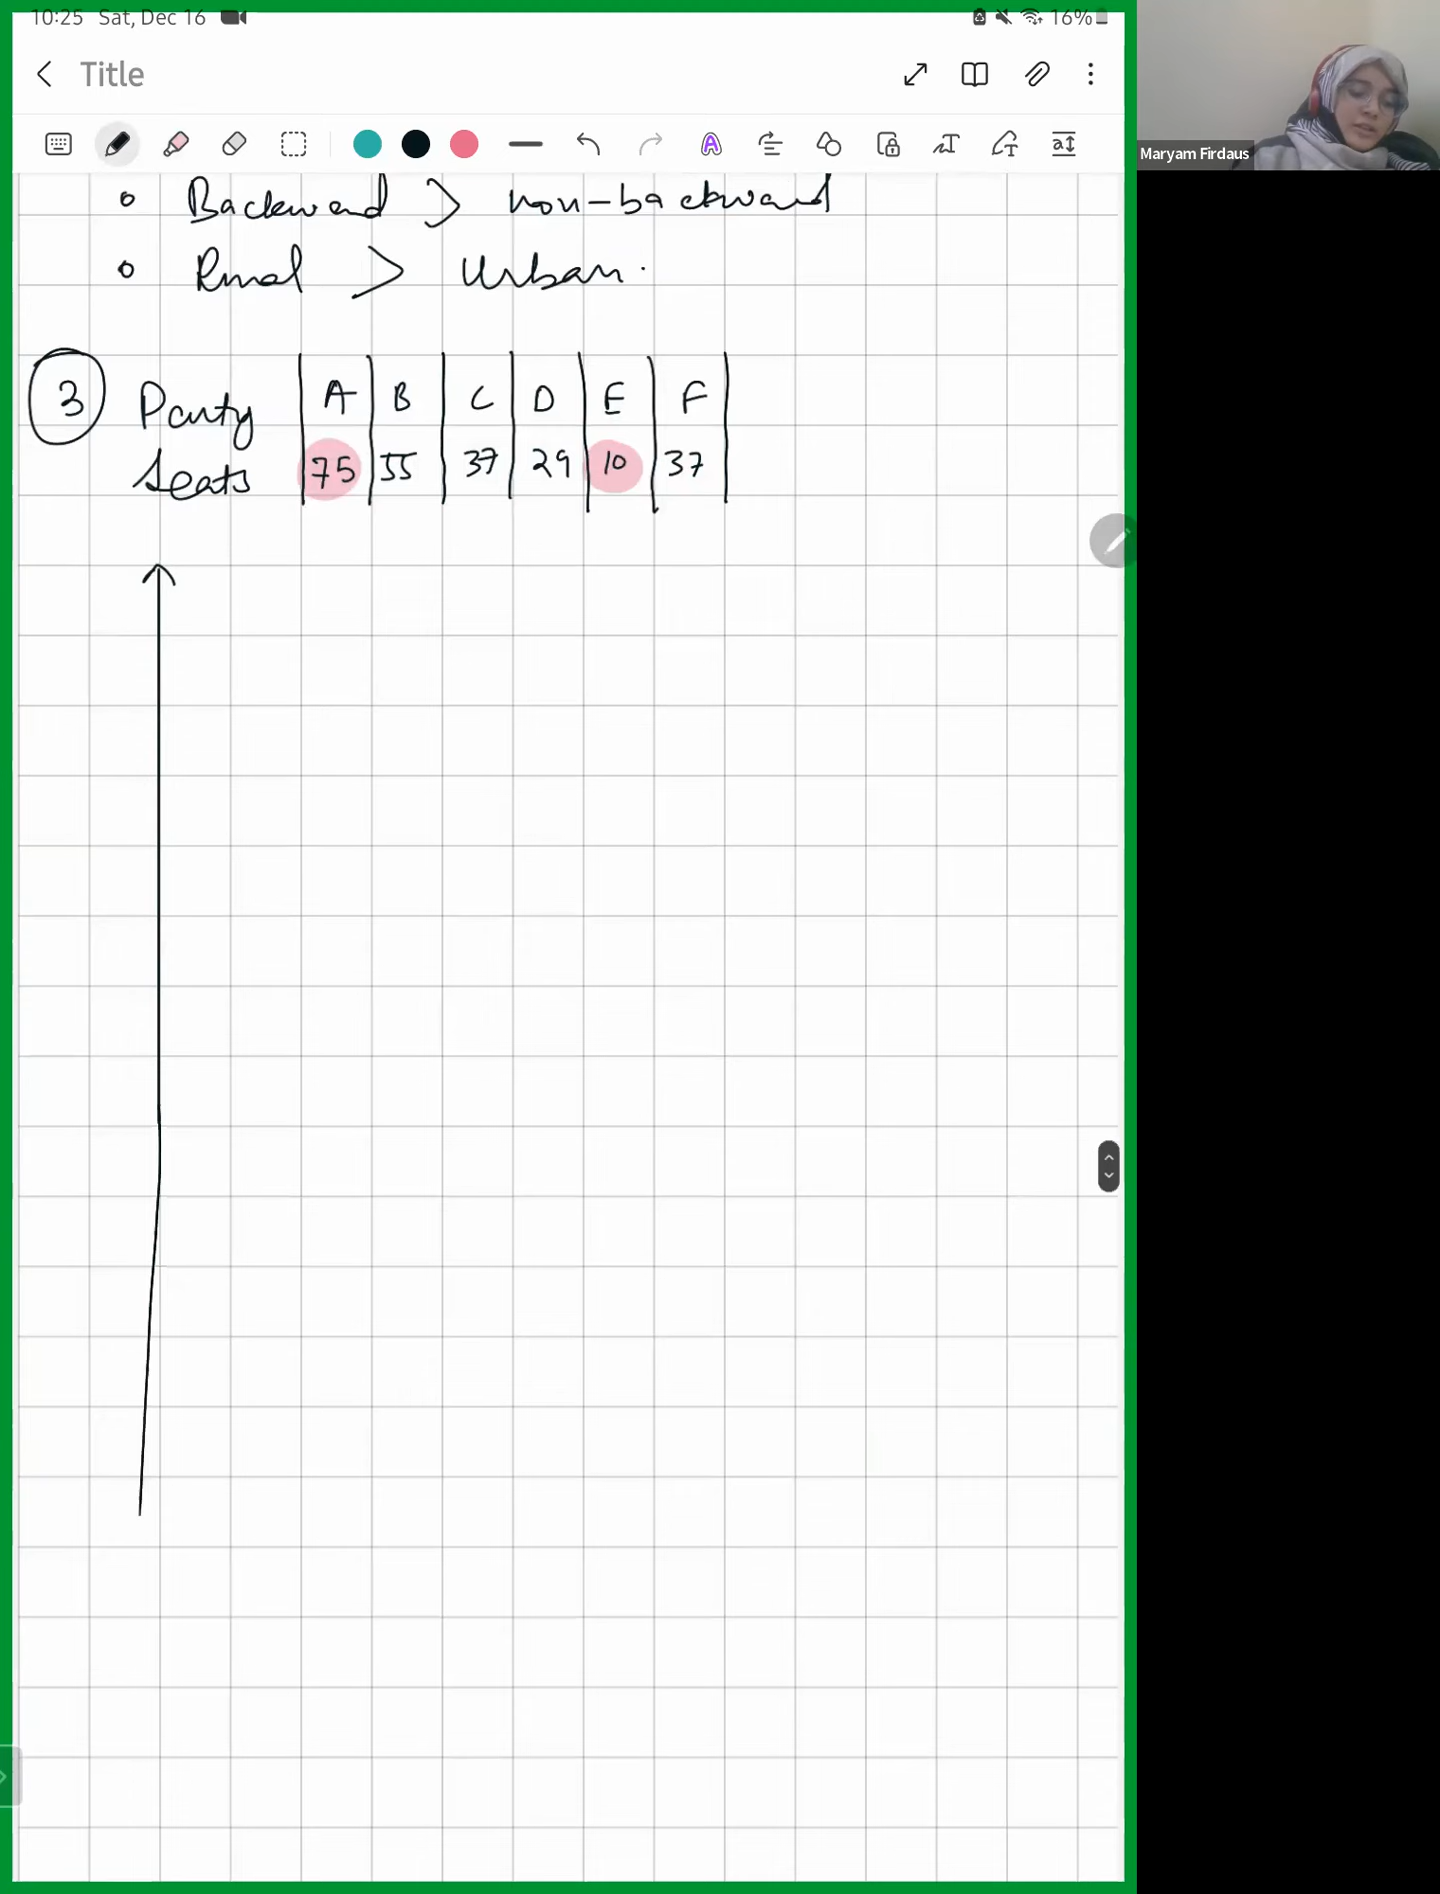 10:25 Sat, Dec 16 16%
Title
Maryam Firdaus
Backward > non-backward
Rural > Urban.
3 Party A B C D E F
Seats 75 55 37 29 10 37